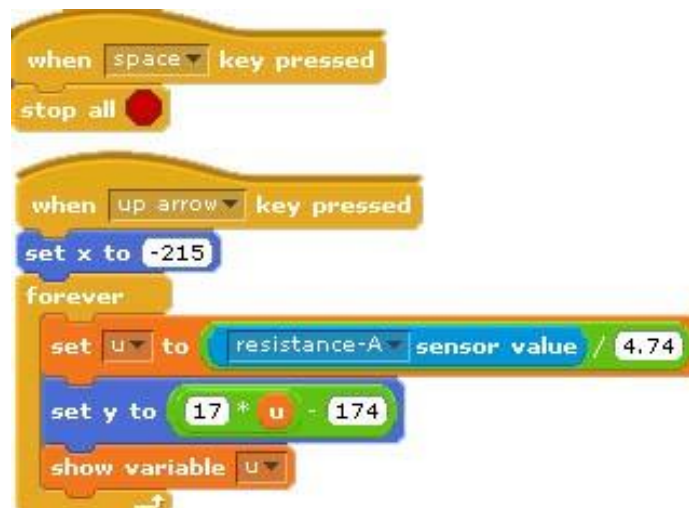 when space key pressed
stop all
when up arrow key pressed
set x to -215
forever
set u to resistance-A sensor value / 4.74
set y to 17 * u - 174
show variable u